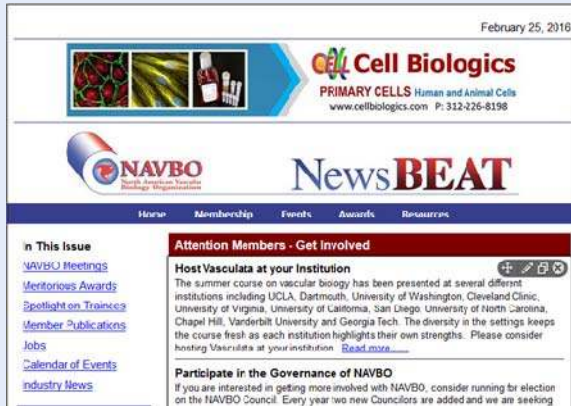 February 25, 2016
CELL Cell Biologics
PRIMARY CELLS Human and Animal Cells
www.cellbiologics.com P: 312-226-8198
NAVBO
North American Vascular
Biology Organization
NewsBEAT
Home Membership Events Awards Resources
In This Issue
NAVBO Meetings
Meritorious Awards
Spotlight on Trainees
Member Publications
Jobs
Calendar of Events
Industry News
Attention Members - Get Involved
Host Vasculata at your Institution
The summer course on vascular biology has been presented at several different
institutions including UCLA, Dartmouth, University of Washington, Cleveland Clinic,
University of Virginia, University of California, San Diego, University of North Carolina,
Chapel Hill, Vanderbilt University and Georgia Tech. The diversity in the settings keeps
the course fresh as each institution highlights their own strengths. Please consider
hosting Vasculata at your institution. Read more......
Participate in the Governance of NAVBO
If you are interested in getting more involved with NAVBO, consider running for election
on the NAVBO Council. Every year two new Councilors are added and we are seeking